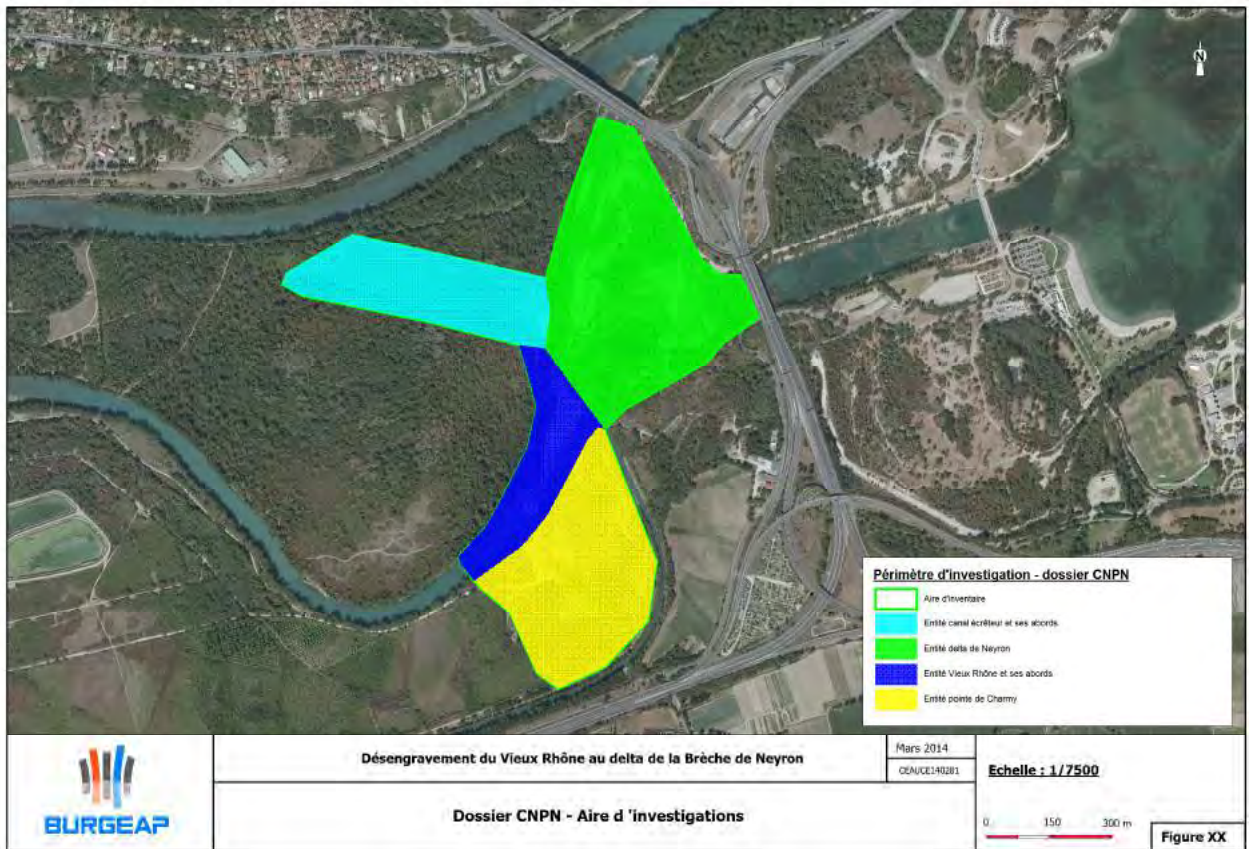 N
Périmètre d'investigation - dossier CNPN
Aire d'inventaire
Entité canal écrêteur et ses abords
Entité delta de Neyron
Entité Vieux Rhône et ses abords
Entité pointe de Charmy
BURGEAP
Désengravement du Vieux Rhône au delta de la Brèche de Neyron
Dossier CNPN - Aire d 'investigations
Mars 2014
CEAUCE140281
Echelle : 1/7500
0 150 300 m
Figure XX